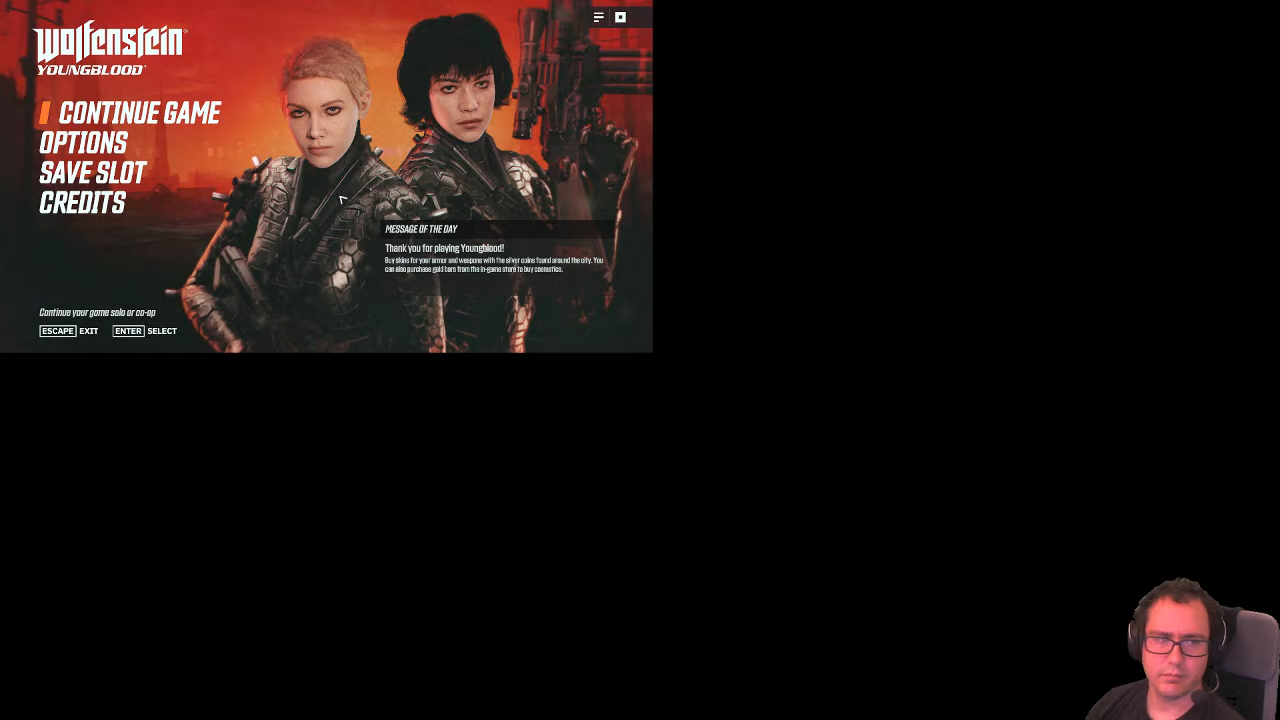 Wolfenstein
YOUNGBLOOD
CONTINUE GAME
OPTIONS
SAVE SLOT
CREDITS
MESSAGE OF THE DAY
Thank you for playing Youngblood!
Buy skins for your armor and weapons with the silver coins found around the city. You
can also purchase gold bars from the in-game store to buy cosmetics.
Continue your game solo or co-op
ESCAPE EXIT ENTER SELECT